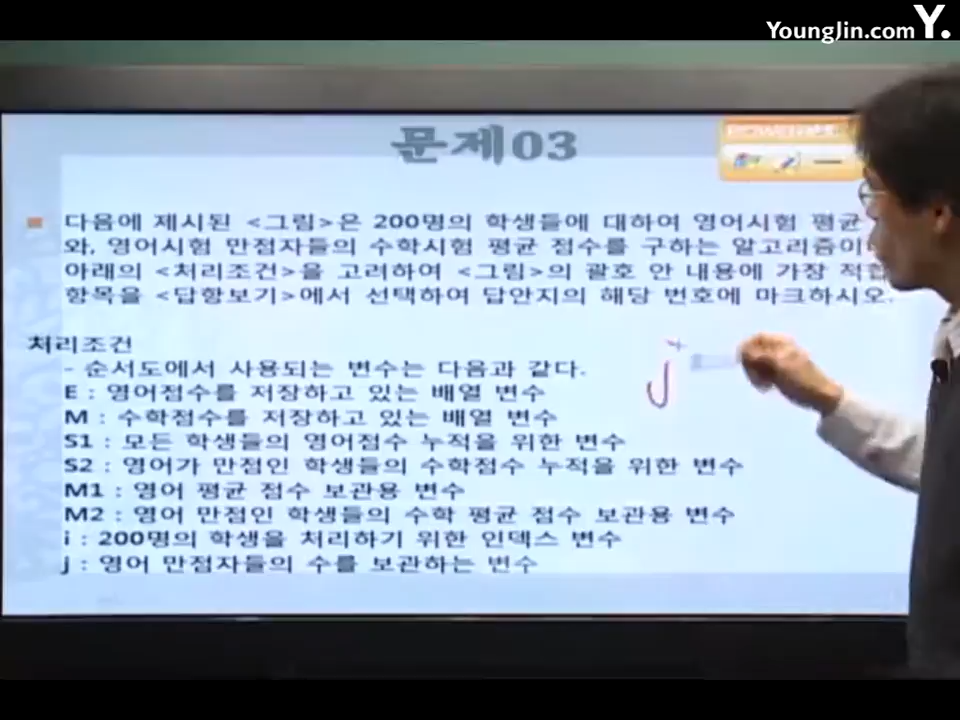 YoungJin.com Y.
문제03
다음에 제시된 <그림>은 200명의 학생들에 대하여 영어시험 평균
와, 영어시험 만점자들의 수학시험 평균 점수를 구하는 알고리즘이
아래의 <처리조건>을 고려하여 <그림>의 괄호 안 내용에 가장 적합
항목을 <답항보기>에서 선택하여 답안지의 해당 번호에 마크하시오.
처리조건
- 순서도에서 사용되는 변수는 다음과 같다.
E : 영어점수를 저장하고 있는 배열 변수
M : 수학점수를 저장하고 있는 배열 변수
S1 : 모든 학생들의 영어점수 누적을 위한 변수
S2 : 영어가 만점인 학생들의 수학점수 누적을 위한 변수
M1 : 영어 평균 점수 보관용 변수
M2 : 영어 만점인 학생들의 수학 평균 점수 보관용 변수
i : 200명의 학생을 처리하기 위한 인덱스 변수
j : 영어 만점자들의 수를 보관하는 변수
j